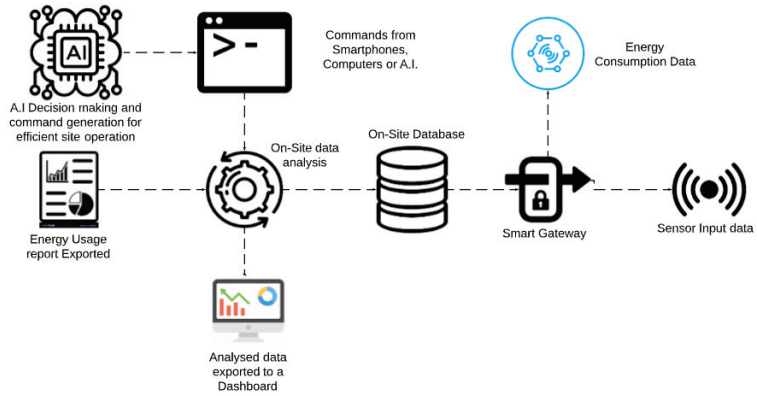 AI
A.I Decision making and
command generation for
efficient site operation
>-
Commands from
Smartphones,
Computers or A.I.
Energy
Consumption Data
Energy Usage
report Exported
On-Site data
analysis
On-Site Database
Smart Gateway
Sensor Input data
Analysed data
exported to a
Dashboard